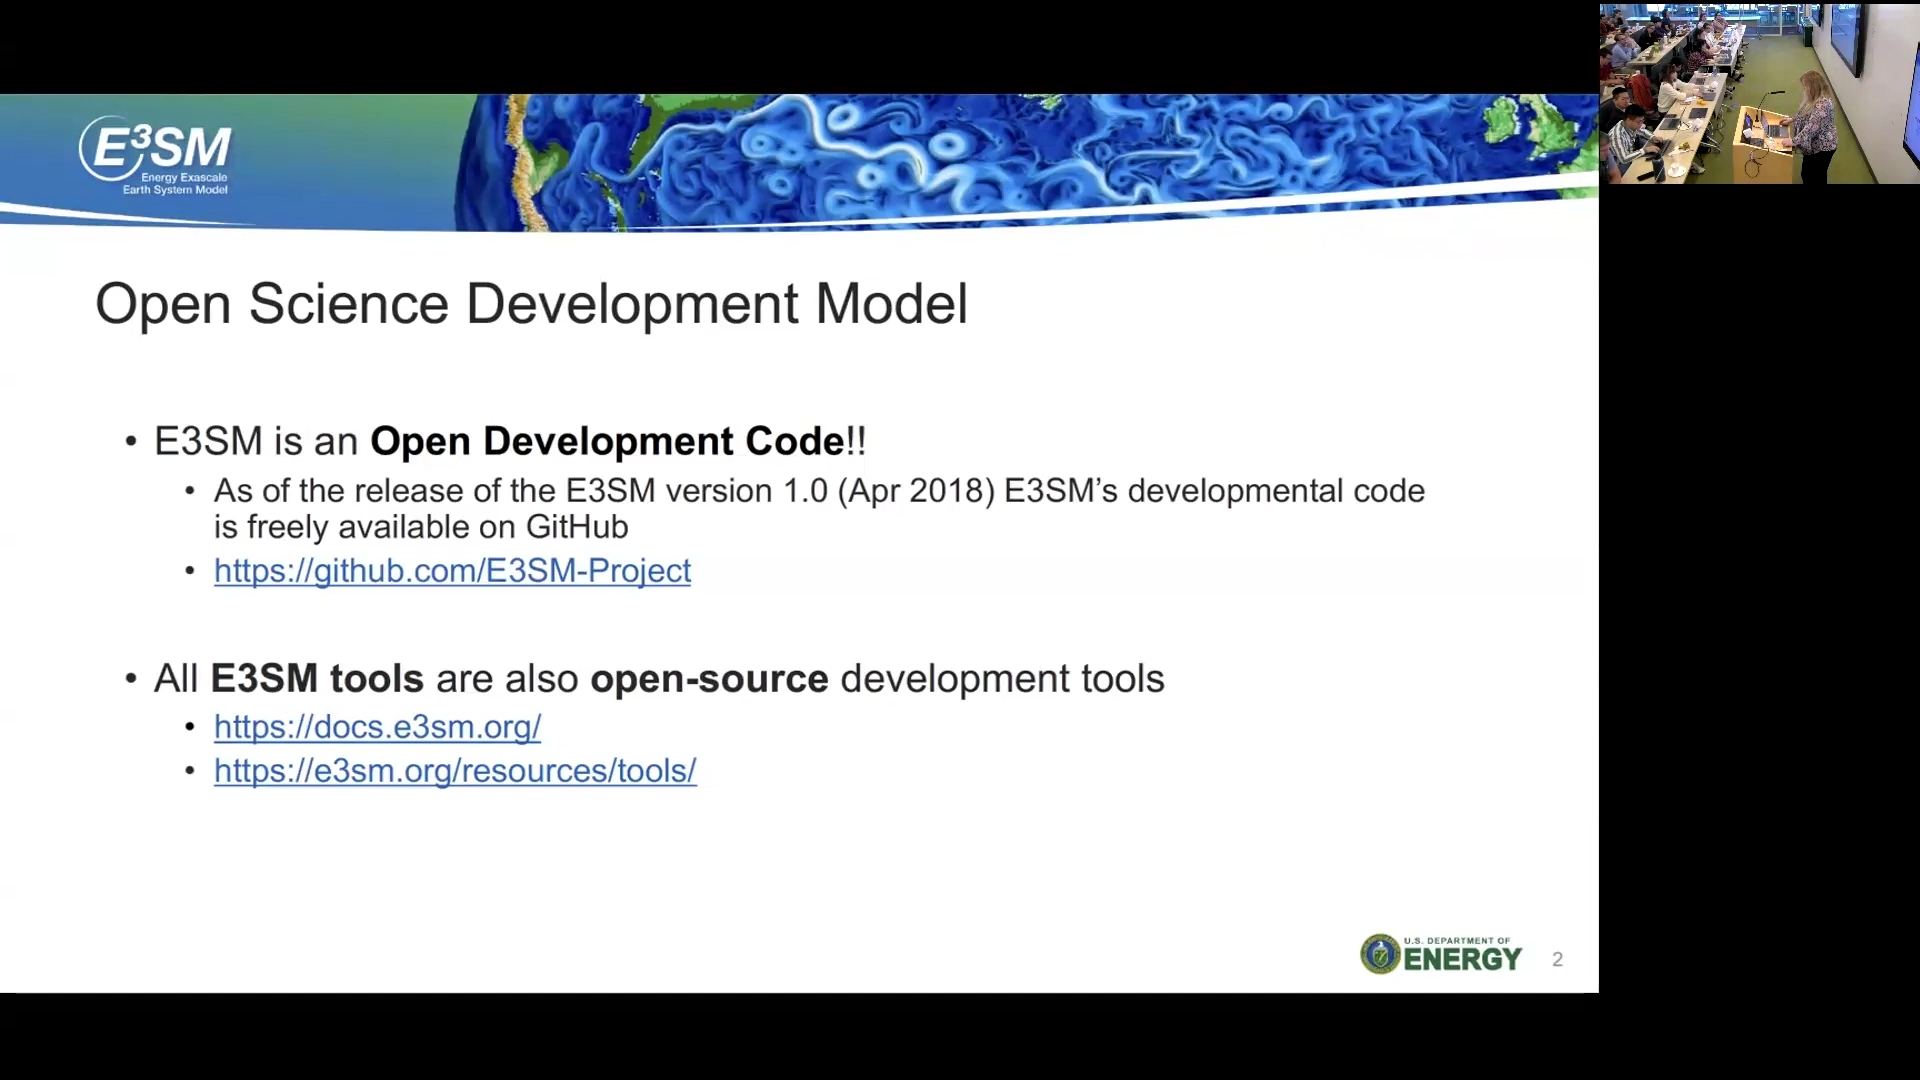 E³SM
Energy Exascale
Earth System Model
Open Science Development Model
• E3SM is an Open Development Code!!
• As of the release of the E3SM version 1.0 (Apr 2018) E3SM’s developmental code
is freely available on GitHub
• https://github.com/E3SM-Project
• All E3SM tools are also open-source development tools
• https://docs.e3sm.org/
• https://e3sm.org/resources/tools/
U.S. DEPARTMENT OF
ENERGY
2